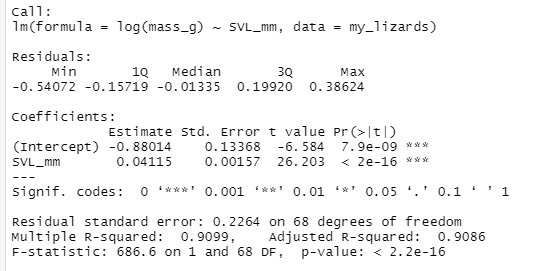 Call:
lm(formula = log(mass_g) ~ SVL_mm, data = my_lizards)

Residuals:
     Min       1Q   Median       3Q      Max
-0.54072 -0.15719 -0.01335  0.19920  0.38624

Coefficients:
            Estimate Std. Error t value Pr(>|t|)
(Intercept) -0.88014    0.13368  -6.584  7.9e-09 ***
SVL_mm       0.04115    0.00157  26.203  < 2e-16 ***
---
Signif. codes:  0 ‘***’ 0.001 ‘**’ 0.01 ‘*’ 0.05 ‘.’ 0.1 ‘ ’ 1

Residual standard error: 0.2264 on 68 degrees of freedom
Multiple R-squared:  0.9099,	Adjusted R-squared:  0.9086
F-statistic: 686.6 on 1 and 68 DF,  p-value: < 2.2e-16